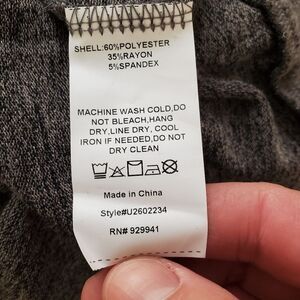 SHELL:60%POLYESTER
35%RAYON
5%SPANDEX
MACHINE WASH COLD,DO
NOT BLEACH,HANG
DRY,LINE DRY, COOL
IRON IF NEEDED,DO NOT
DRY CLEAN
Made in China
Style#U2602234
RN# 929941